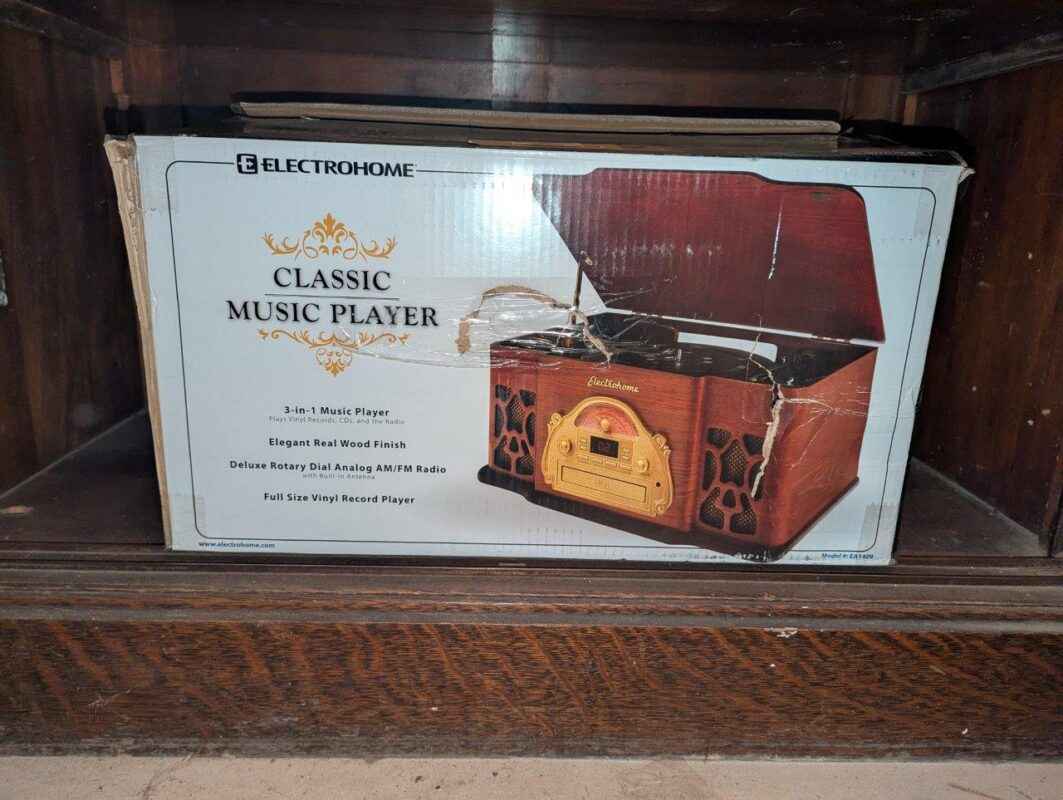 ELECTROHOME
CLASSIC
MUSIC PLAYER
3-in-1 Music Player
Plays Vinyl Records, CDs, and the Radio
Elegant Real Wood Finish
Deluxe Rotary Dial Analog AM/FM Radio
with Built-in Antenna
Full Size Vinyl Record Player
Electrohome
www.electrohome.com
Model #: